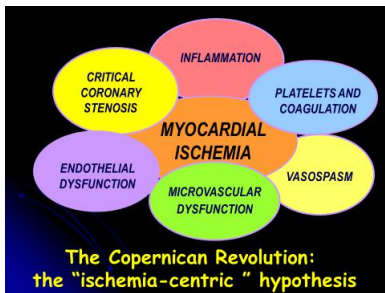 INFLAMMATION
CRITICAL
CORONARY
STENOSIS
PLATELETS AND
COAGULATION
MYOCARDIAL
ISCHEMIA
ENDOTHELIAL
DYSFUNCTION
VASOSPASM
MICROVASCULAR
DYSFUNCTION
The Copernican Revolution:
the “ischemia-centric ” hypothesis